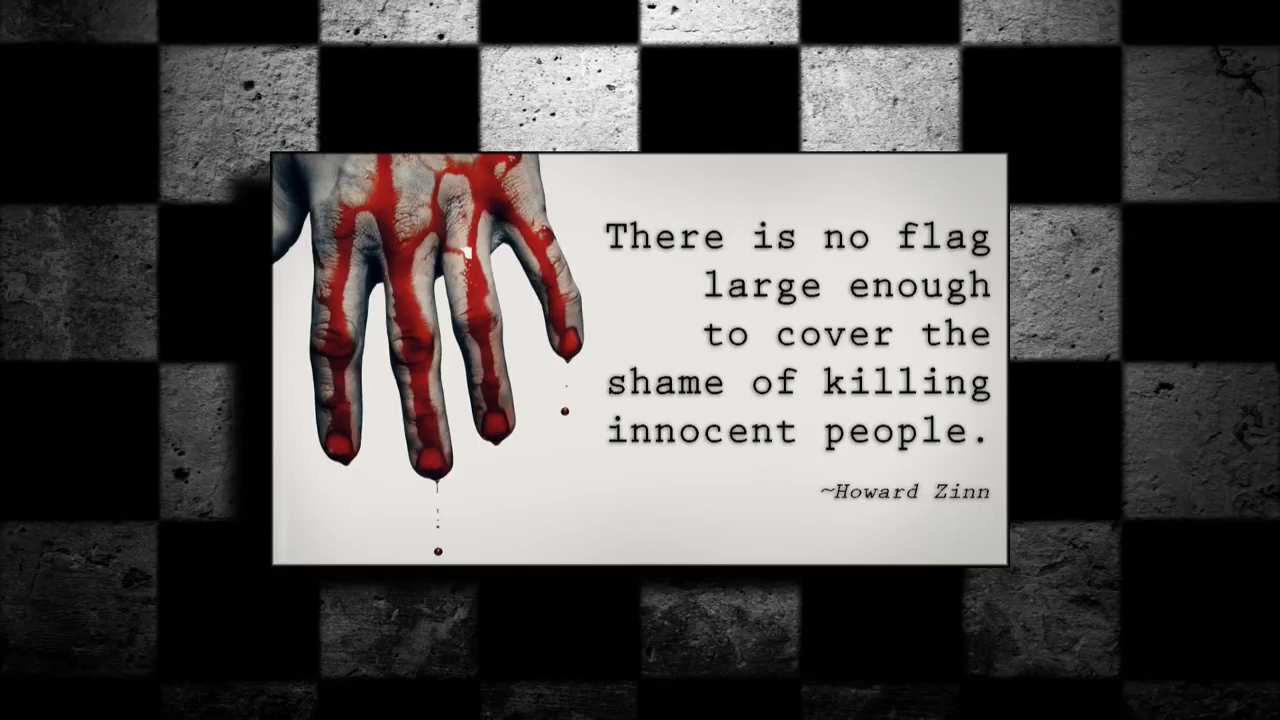 There is no flag
large enough
to cover the
shame of killing
innocent people.
~Howard Zinn